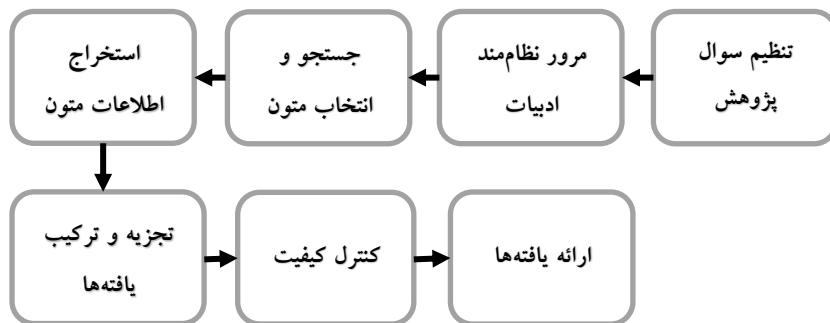 تنظیم سوال
پژوهش
مرور نظام‌مند
ادبیات
جستجو و
انتخاب متون
استخراج
اطلاعات متون
تجزیه و ترکیب
یافته‌ها
کنترل کیفیت
ارائه یافته‌ها